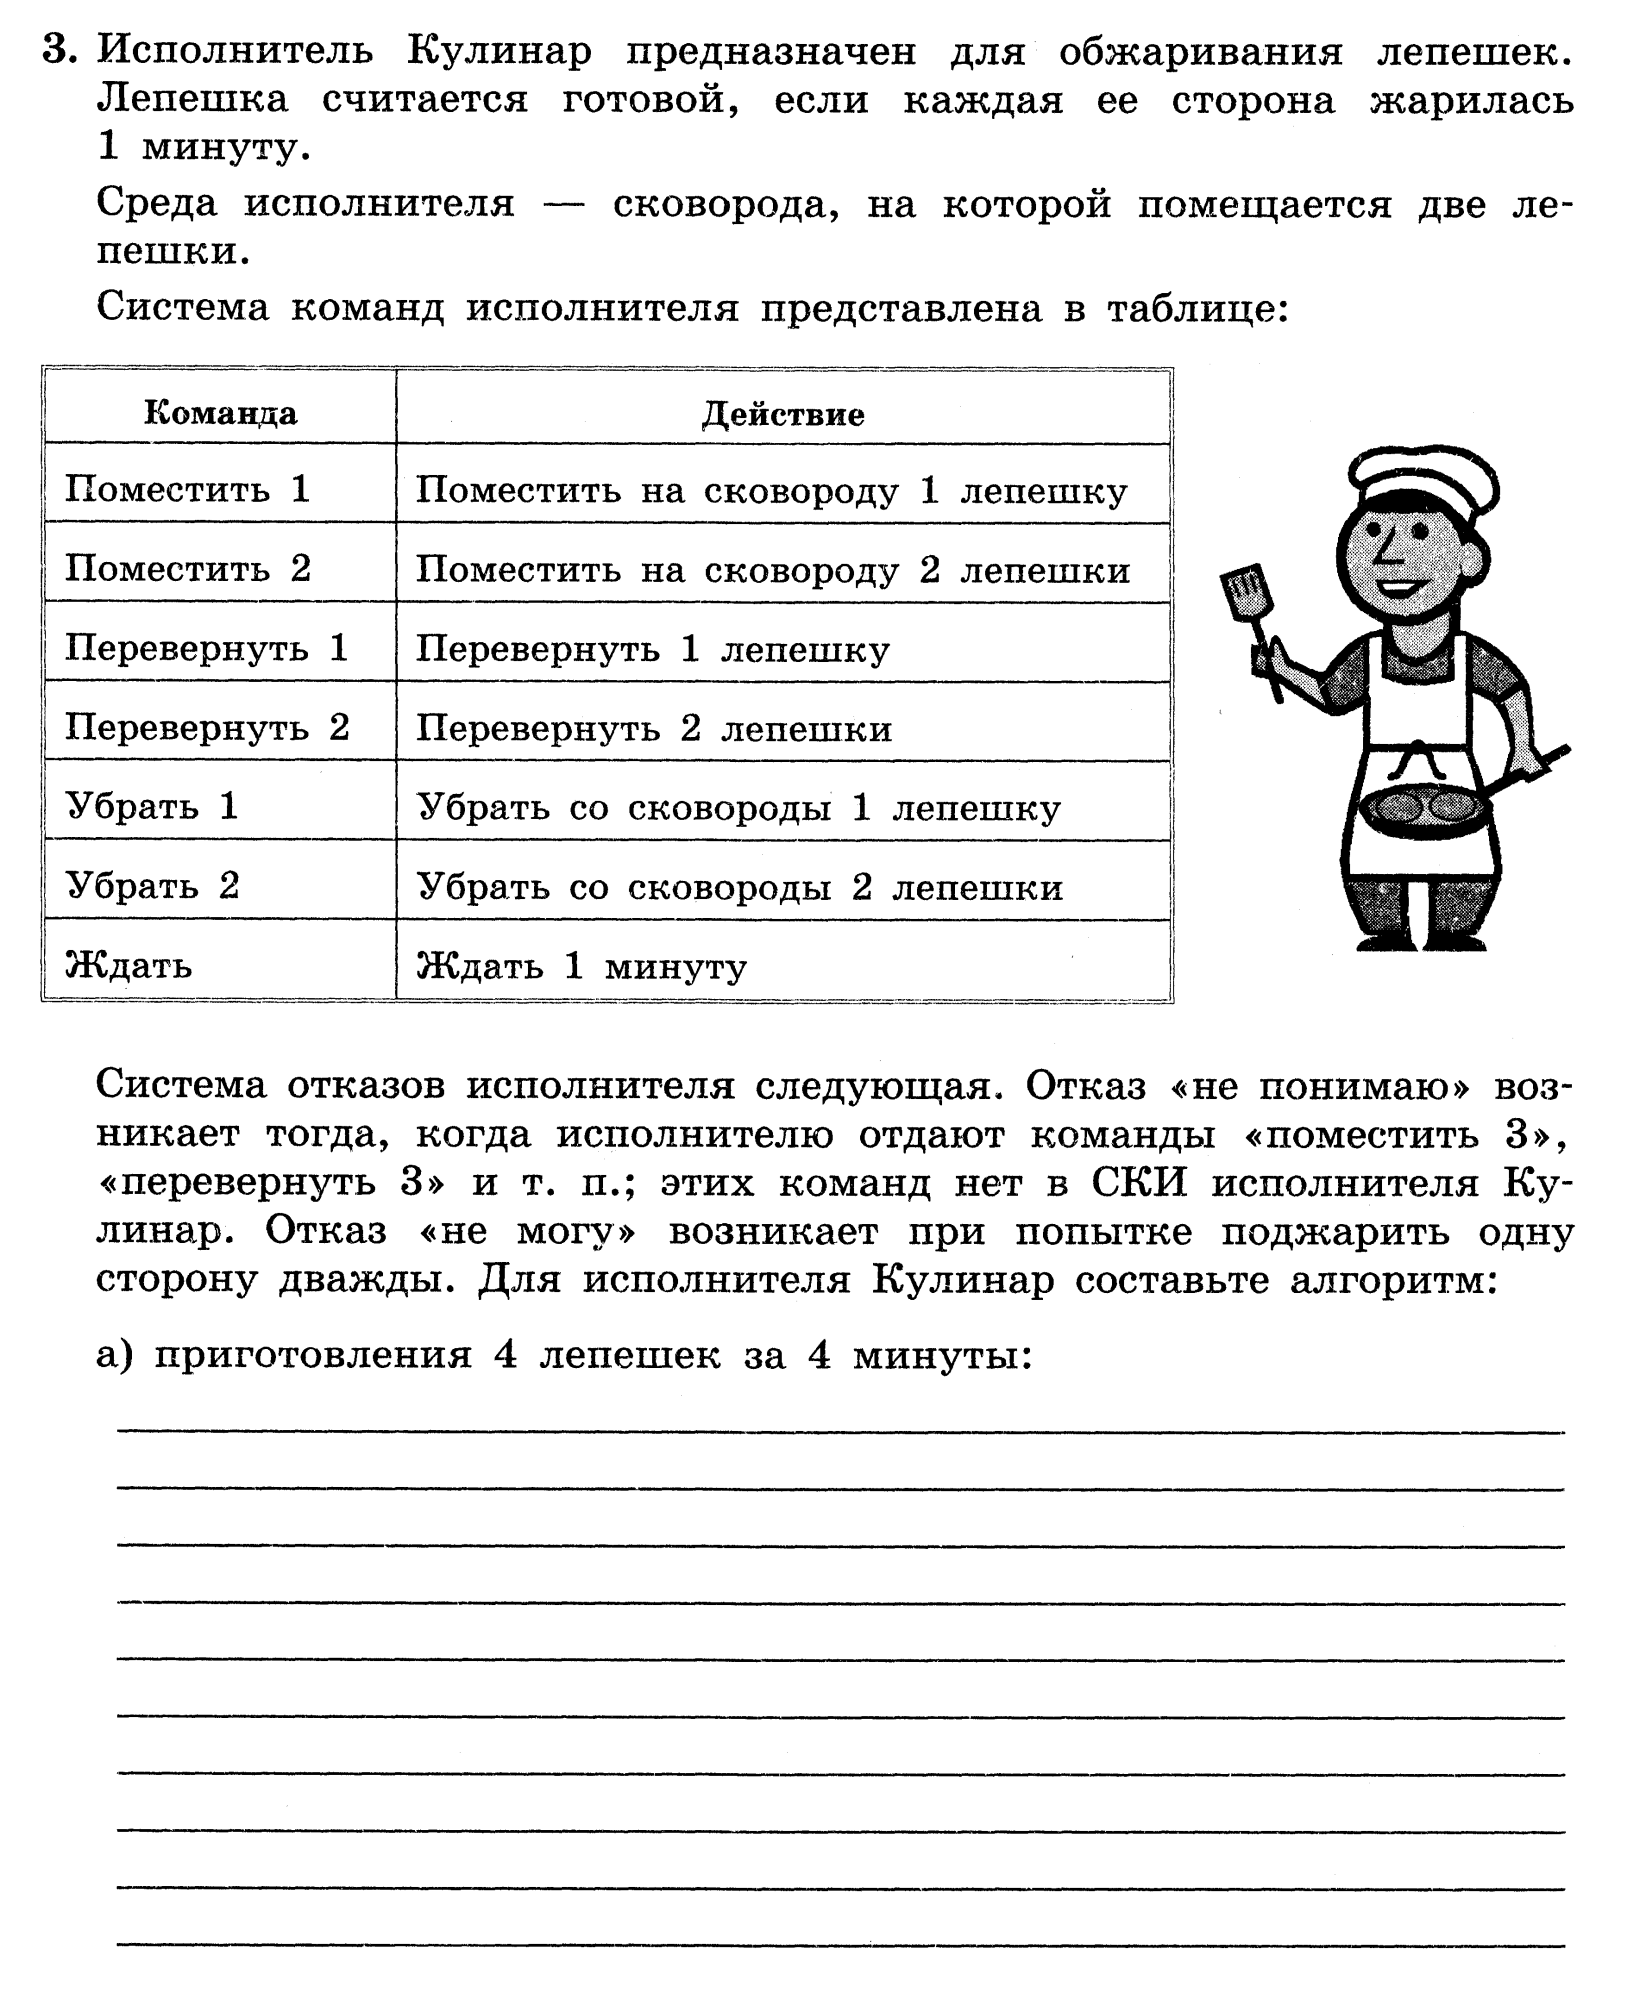 3. Исполнитель Кулинар предназначен для обжаривания лепешек.
Лепешка считается готовой, если каждая ее сторона жарилась
1 минуту.
Среда исполнителя — сковорода, на которой помещается две ле-
пешки.
Система команд исполнителя представлена в таблице:
Команда Действие
Поместить 1 Поместить на сковороду 1 лепешку
Поместить 2 Поместить на сковороду 2 лепешки
Перевернуть 1 Перевернуть 1 лепешку
Перевернуть 2 Перевернуть 2 лепешки
Убрать 1 Убрать со сковороды 1 лепешку
Убрать 2 Убрать со сковороды 2 лепешки
Ждать Ждать 1 минуту
Система отказов исполнителя следующая. Отказ «не понимаю» воз-
никает тогда, когда исполнителю отдают команды «поместить 3»,
«перевернуть 3» и т. п.; этих команд нет в СКИ исполнителя Ку-
линар. Отказ «не могу» возникает при попытке поджарить одну
сторону дважды. Для исполнителя Кулинар составьте алгоритм:
а) приготовления 4 лепешек за 4 минуты: